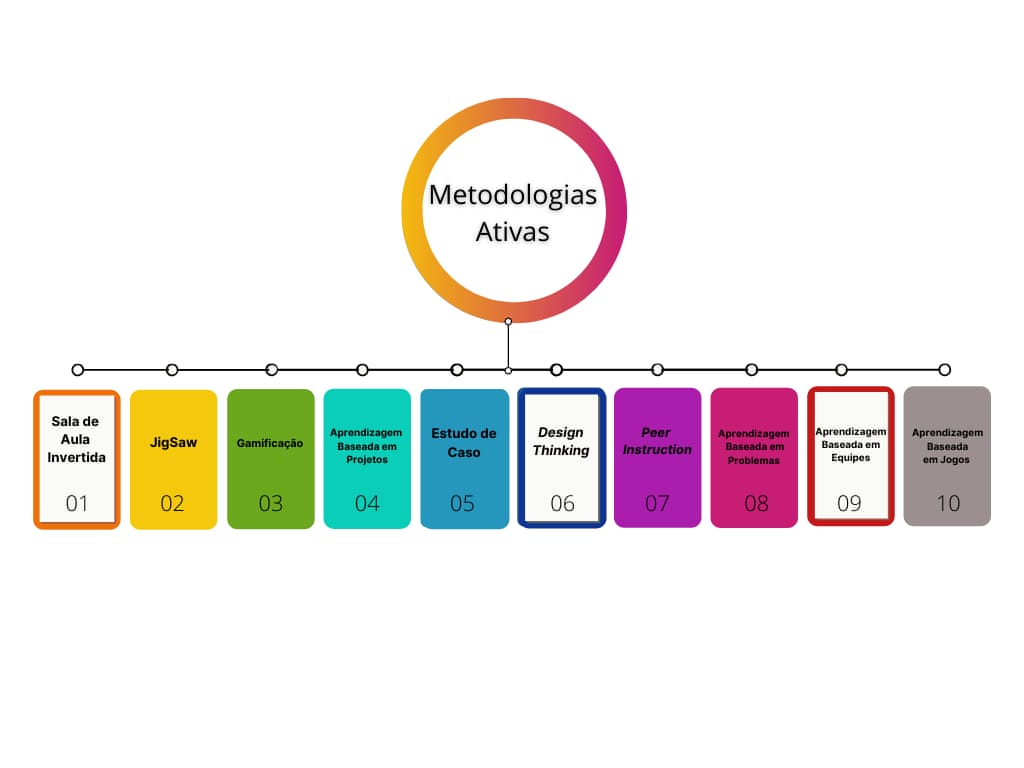 Metodologias
Ativas
Sala de
Aula
Invertida
01
JigSaw
02
Gamificação
03
Aprendizagem
Baseada em
Projetos
04
Estudo de
Caso
05
Design
Thinking
06
Peer
Instruction
07
Aprendizagem
Baseada em
Problemas
08
Aprendizagem
Baseada em
Equipes
09
Aprendizagem
Baseada
em Jogos
10